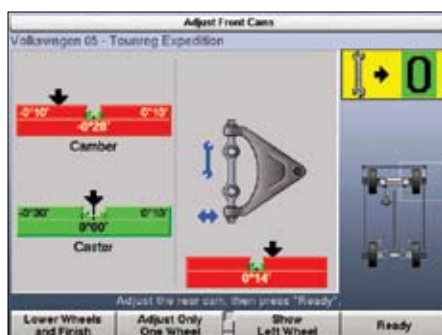 Adjust Front Cams
Volkswagen 05 - Tounreg Expedition
0
-0°10' 0°10'
-0°28'
Camber
-0°30' 0°10'
0°00'
Caster
0°14'
Adjust the rear cam, then press "Ready".
Lower Wheels and Finish
Adjust Only One Wheel
Show Left Wheel
Ready